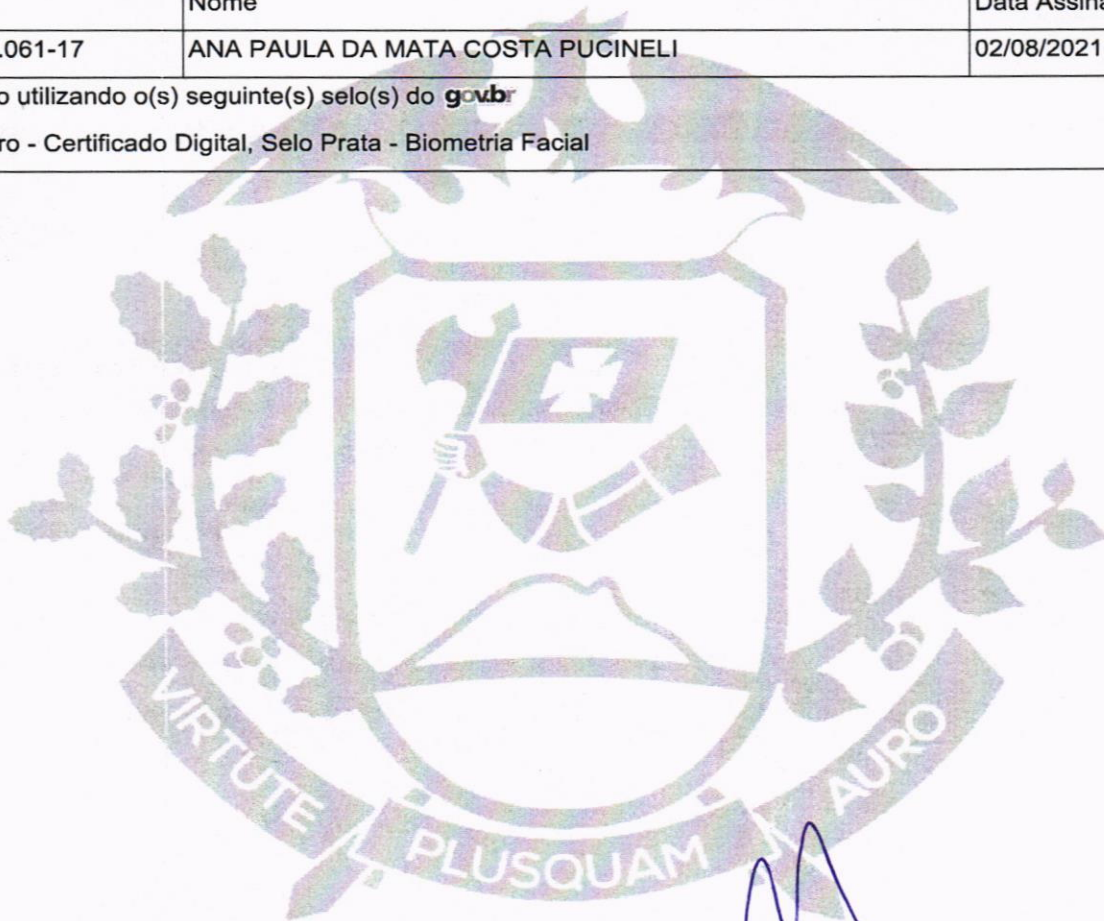 Nome Data Assina
.061-17 ANA PAULA DA MATA COSTA PUCINELI 02/08/2021
o utilizando o(s) seguinte(s) selo(s) do gov.br
ro - Certificado Digital, Selo Prata - Biometria Facial
VIRTUTE PLUSQUAM AURO